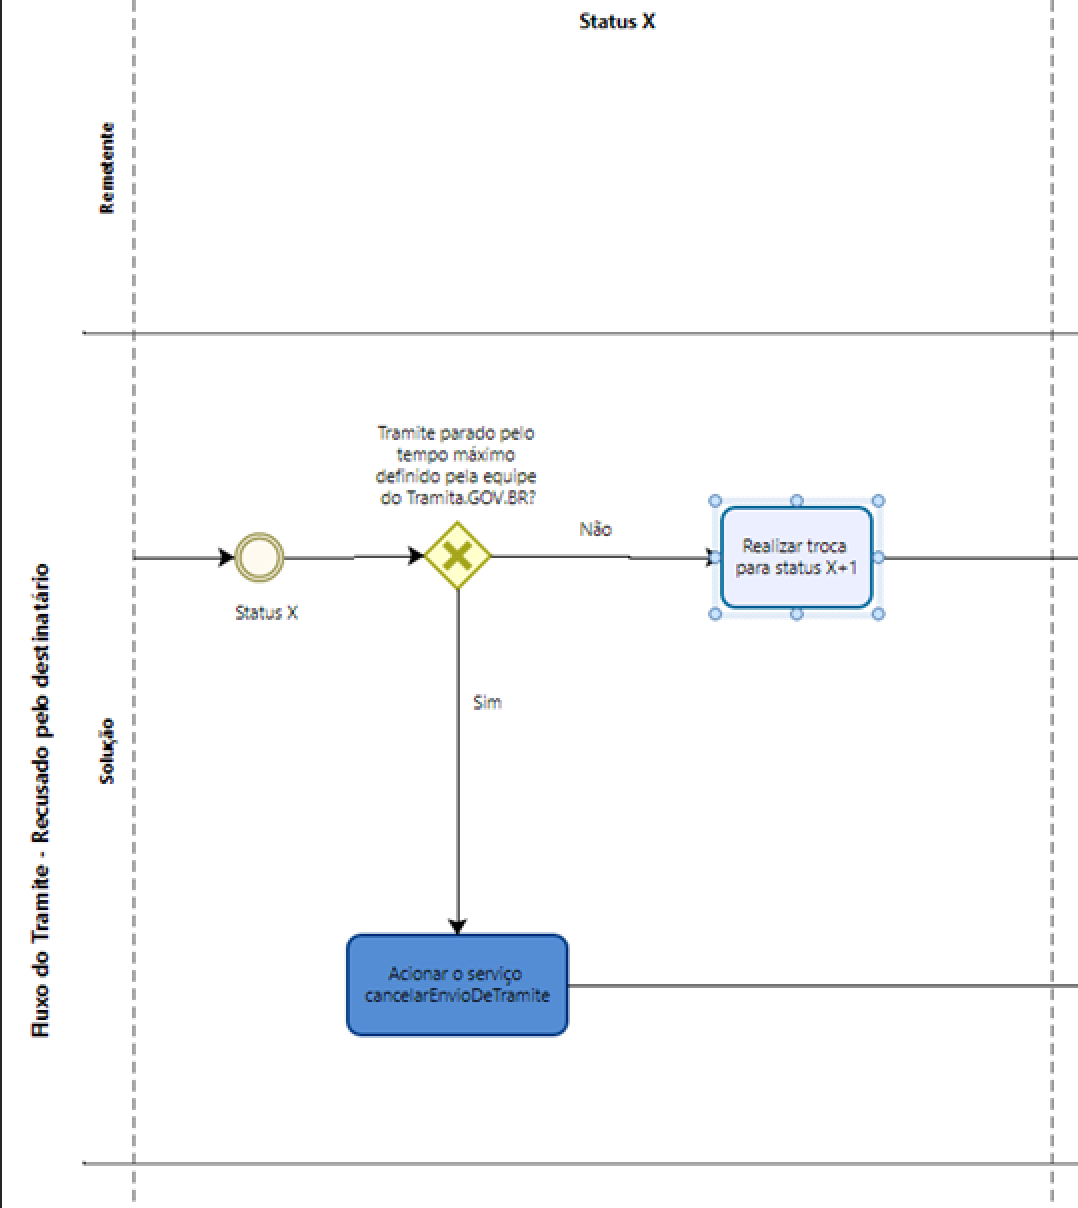 Status X
Remetente
Fluxo do Tramite - Recusado pelo destinatário
Solução
Tramite parado pelo
tempo máximo
definido pela equipe
do Tramita.GOV.BR?
Não
Realizar troca
para status X+1
Status X
Sim
Acionar o serviço
cancelarEnvioDeTramite